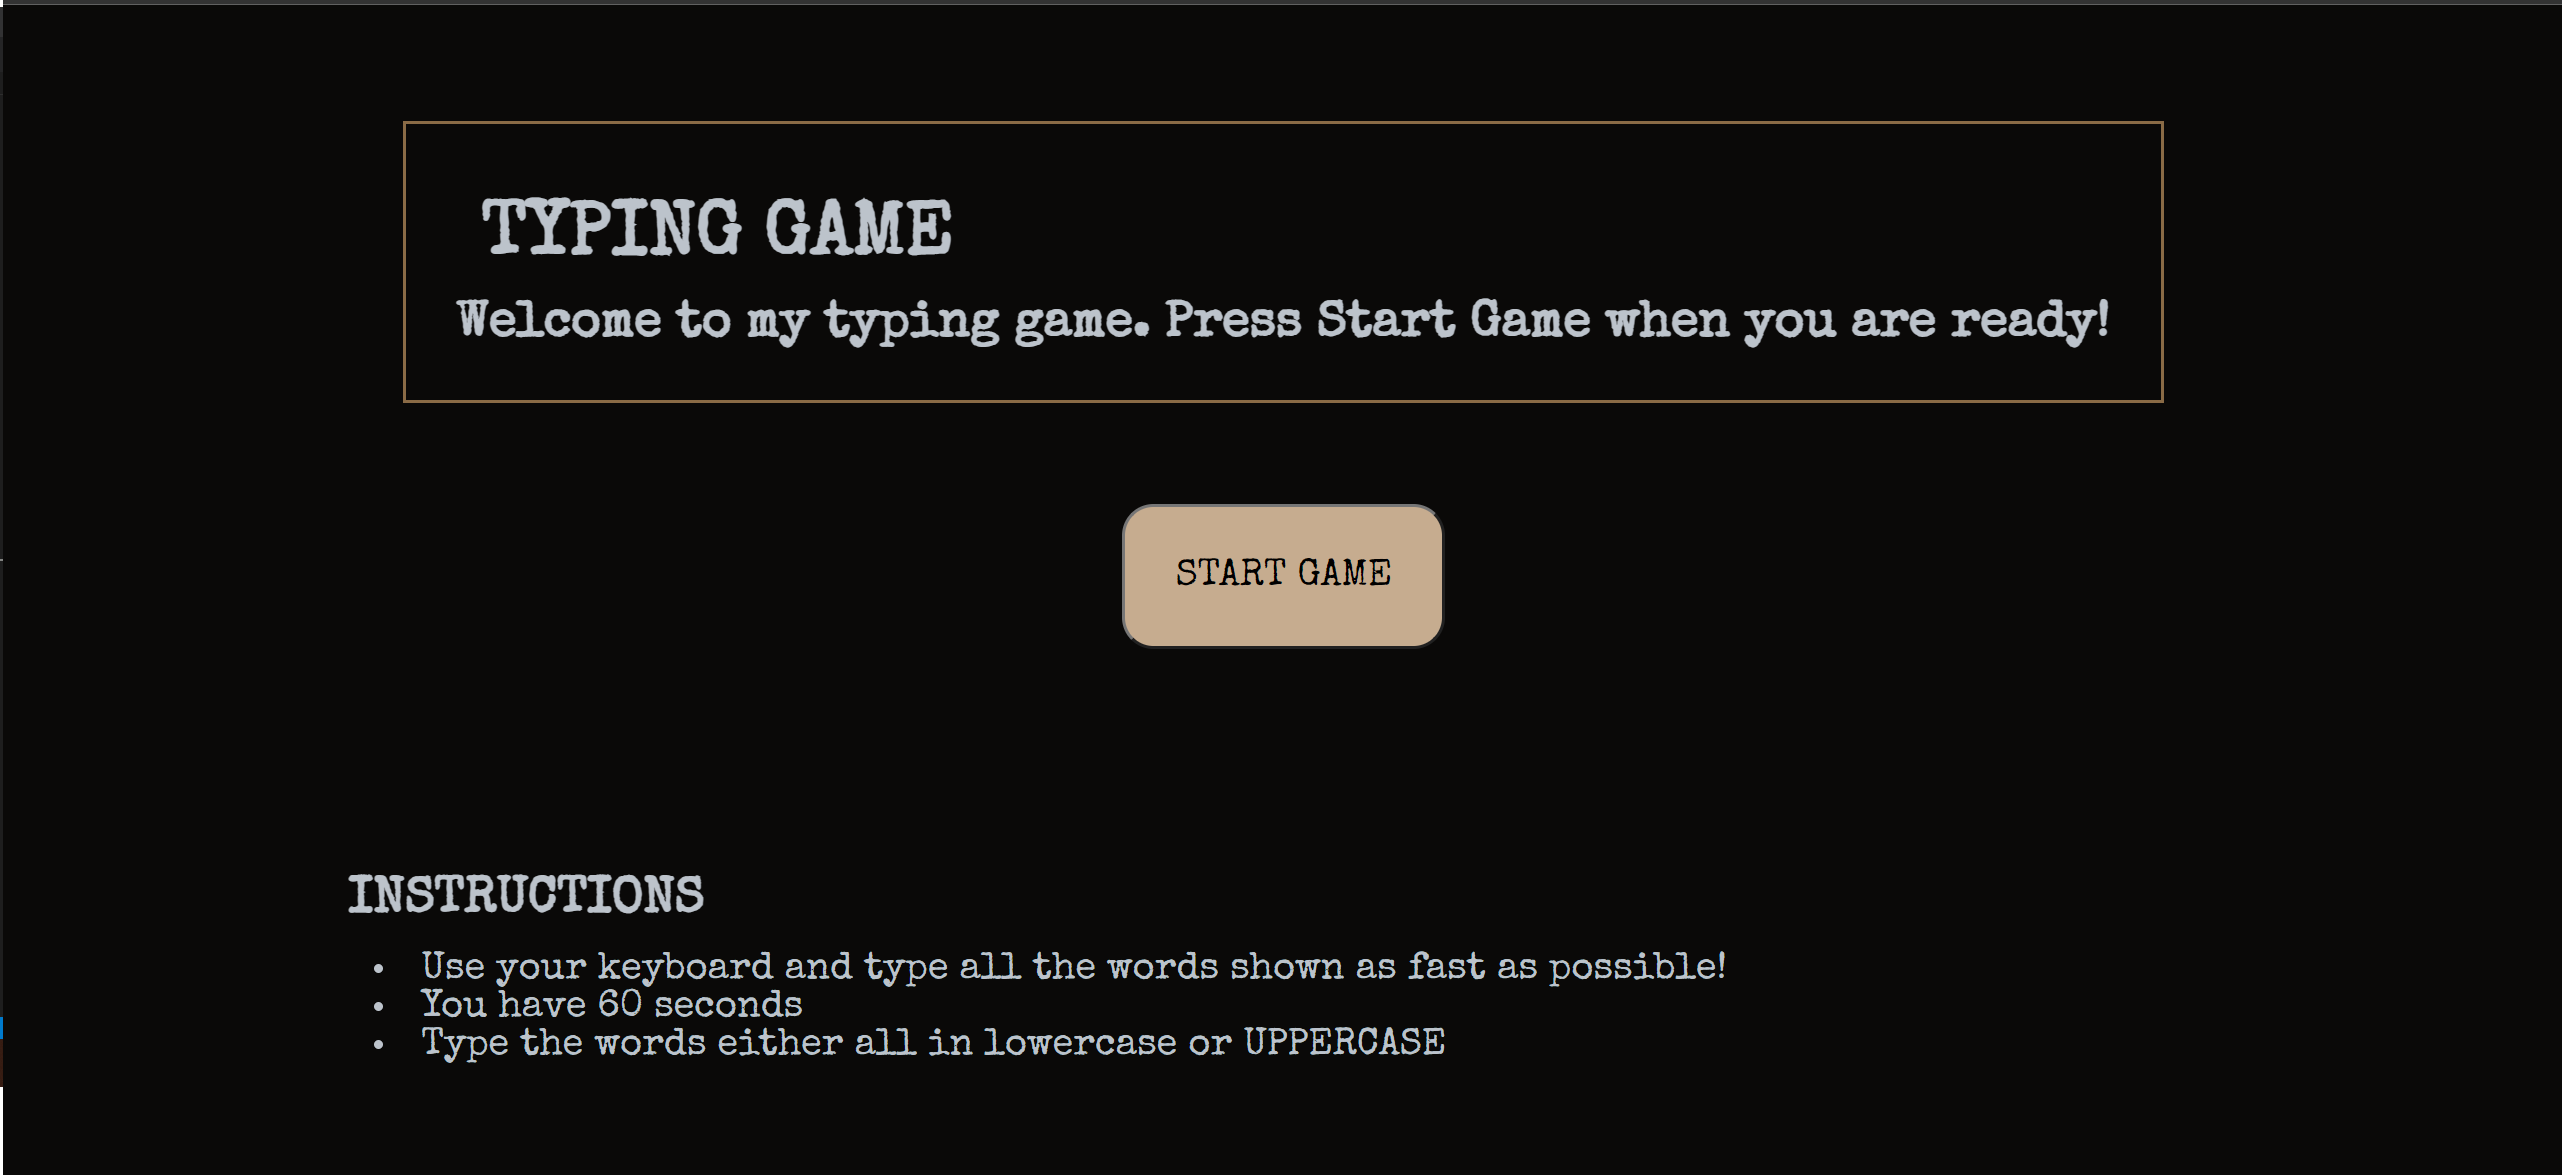 TYPING GAME
Welcome to my typing game. Press Start Game when you are ready!
START GAME
INSTRUCTIONS
• Use your keyboard and type all the words shown as fast as possible!
• You have 60 seconds
• Type the words either all in lowercase or UPPERCASE